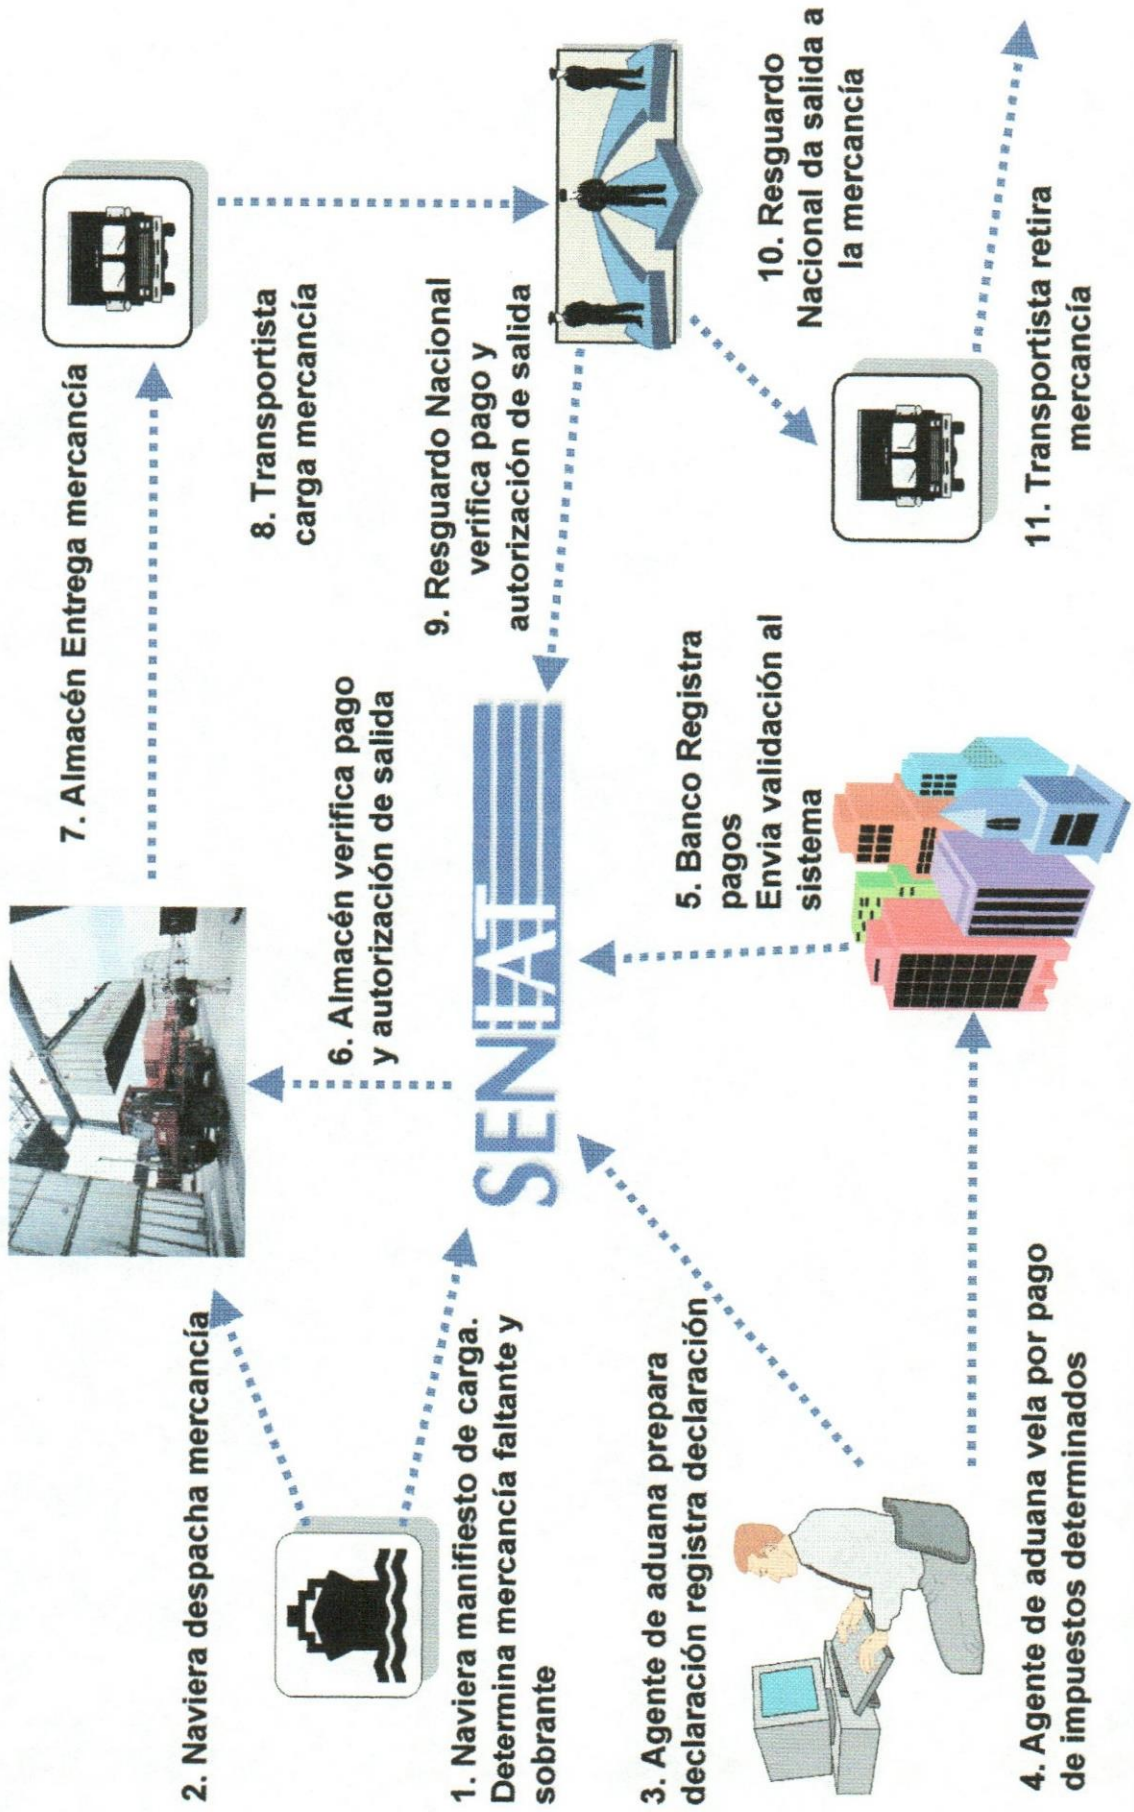 2. Naviera despacha mercancía
1. Naviera manifiesto de carga.
Determina mercancía faltante y
sobrante
3. Agente de aduana prepara
declaración registra declaración
4. Agente de aduana vela por pago
de impuestos determinados
SENIAT
5. Banco Registra
pagos
Envia validación al
sistema
6. Almacén verifica pago
y autorización de salida
7. Almacén Entrega mercancía
8. Transportista
carga mercancía
9. Resguardo Nacional
verifica pago y
autorización de salida
10. Resguardo
Nacional da salida a
la mercancía
11. Transportista retira
mercancía